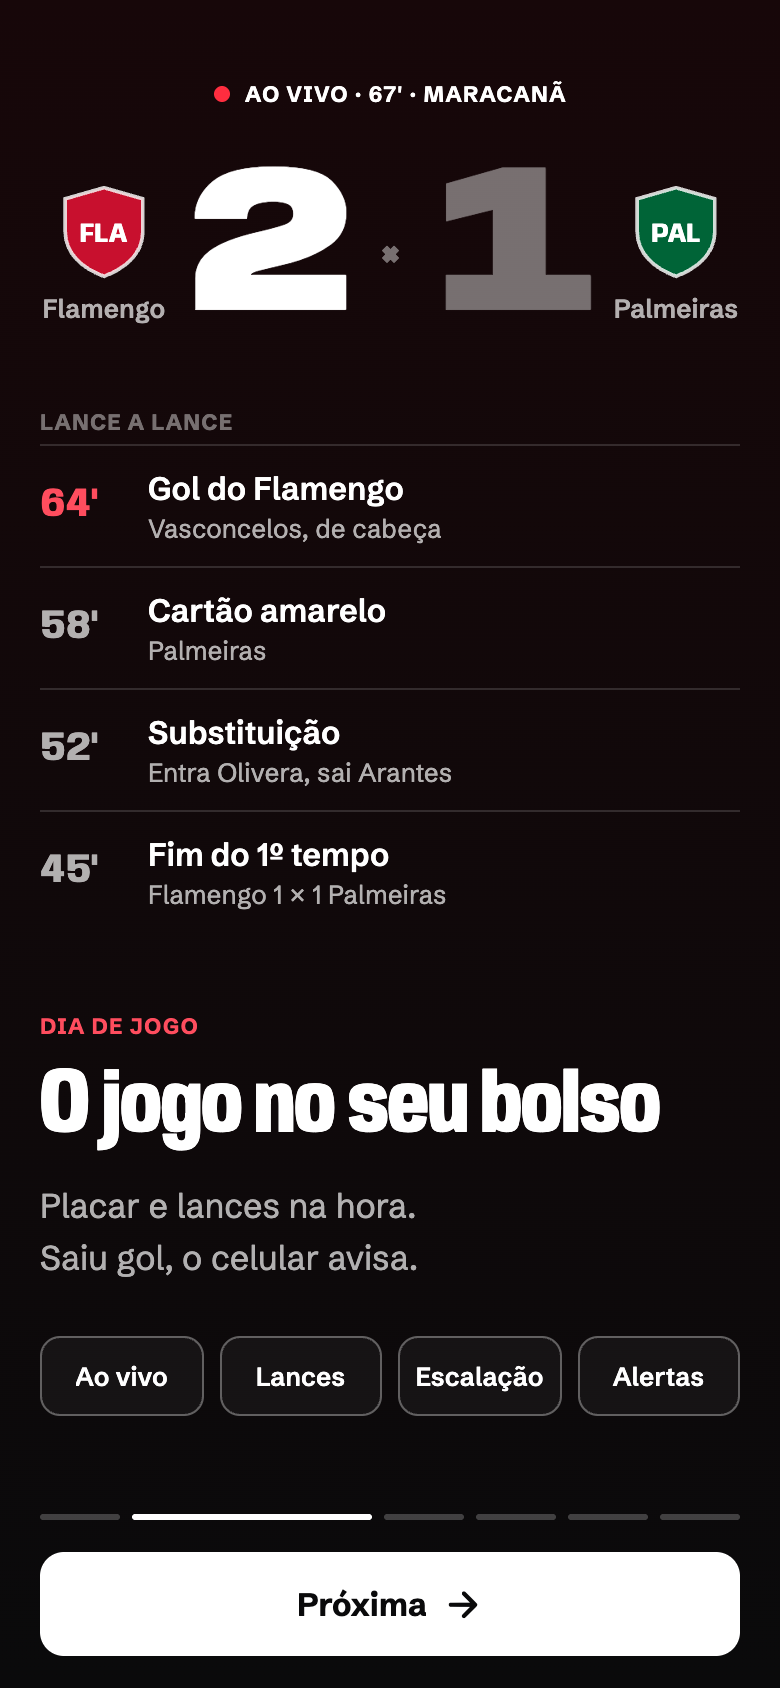 AO VIVO · 67' · MARACANÃ
FLA
2 × 1
PAL
Flamengo
Palmeiras
LANCE A LANCE
64' Gol do Flamengo
Vasconcelos, de cabeça
58' Cartão amarelo
Palmeiras
52' Substituição
Entra Olivera, sai Arantes
45' Fim do 1º tempo
Flamengo 1 × 1 Palmeiras
DIA DE JOGO
O jogo no seu bolso
Placar e lances na hora.
Saiu gol, o celular avisa.
Ao vivo
Lances
Escalação
Alertas
Próxima →